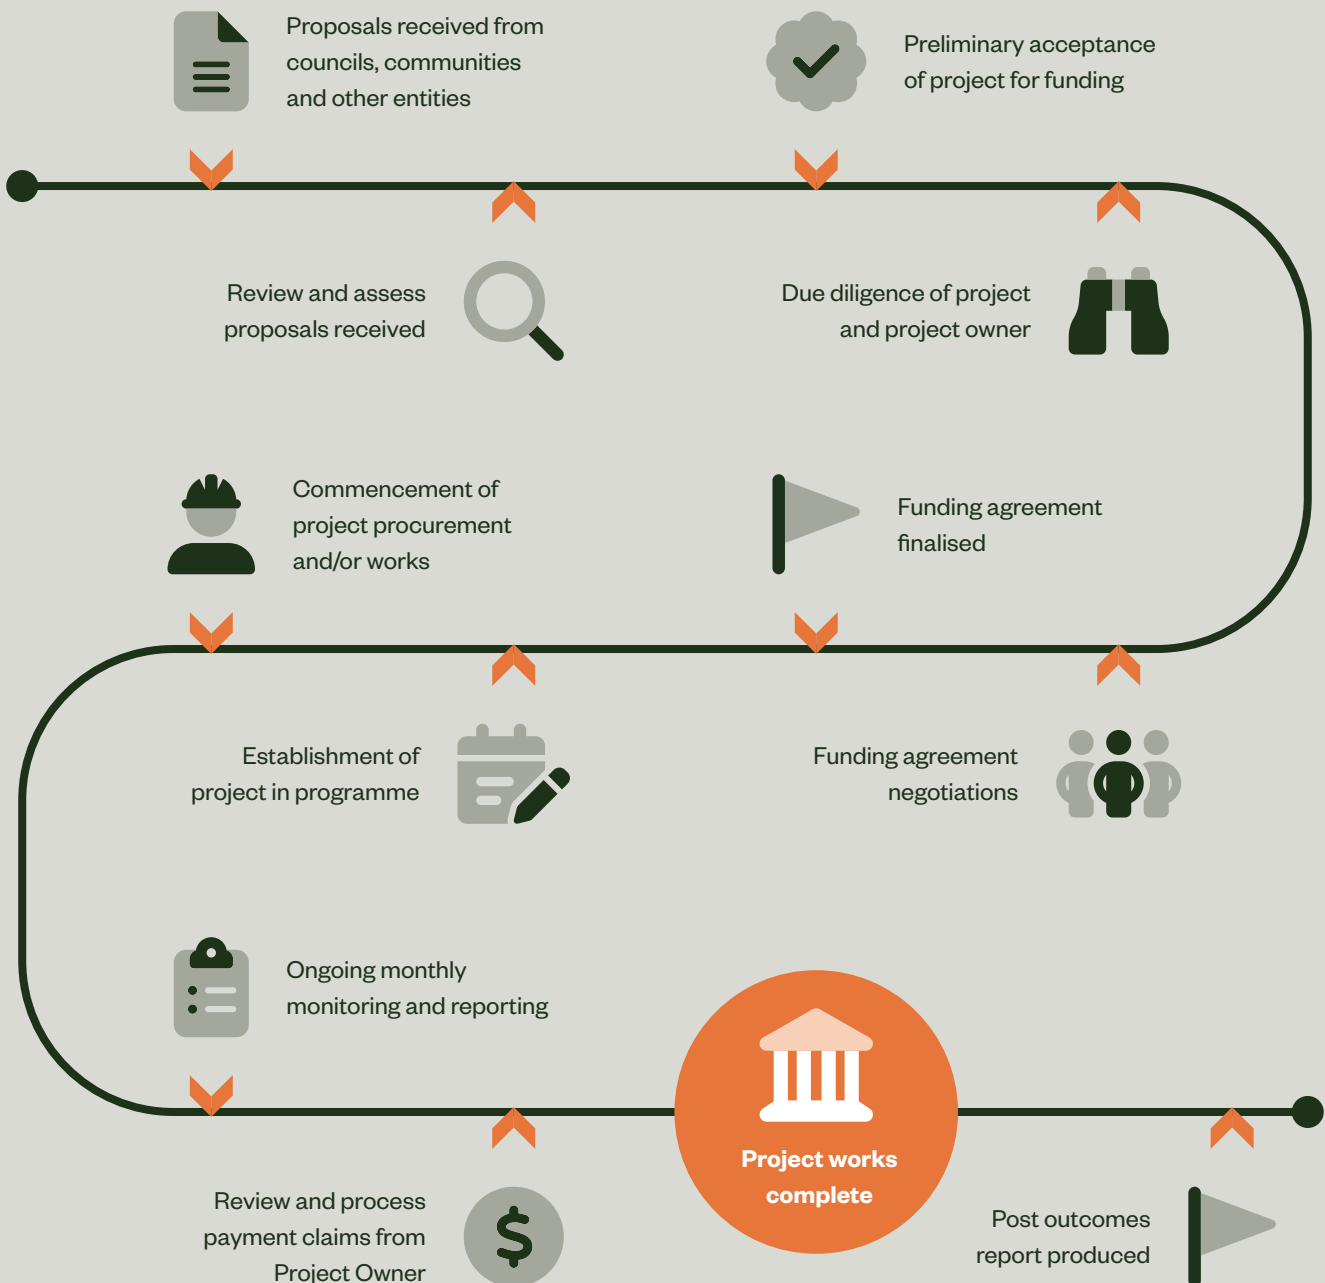 Proposals received from
councils, communities
and other entities
Review and assess
proposals received
Preliminary acceptance
of project for funding
Due diligence of project
and project owner
Funding agreement
negotiations
Funding agreement
finalised
Establishment of
project in programme
Commencement of
project procurement
and/or works
Ongoing monthly
monitoring and reporting
Review and process
payment claims from
Project Owner
$
Project works
complete
Post outcomes
report produced